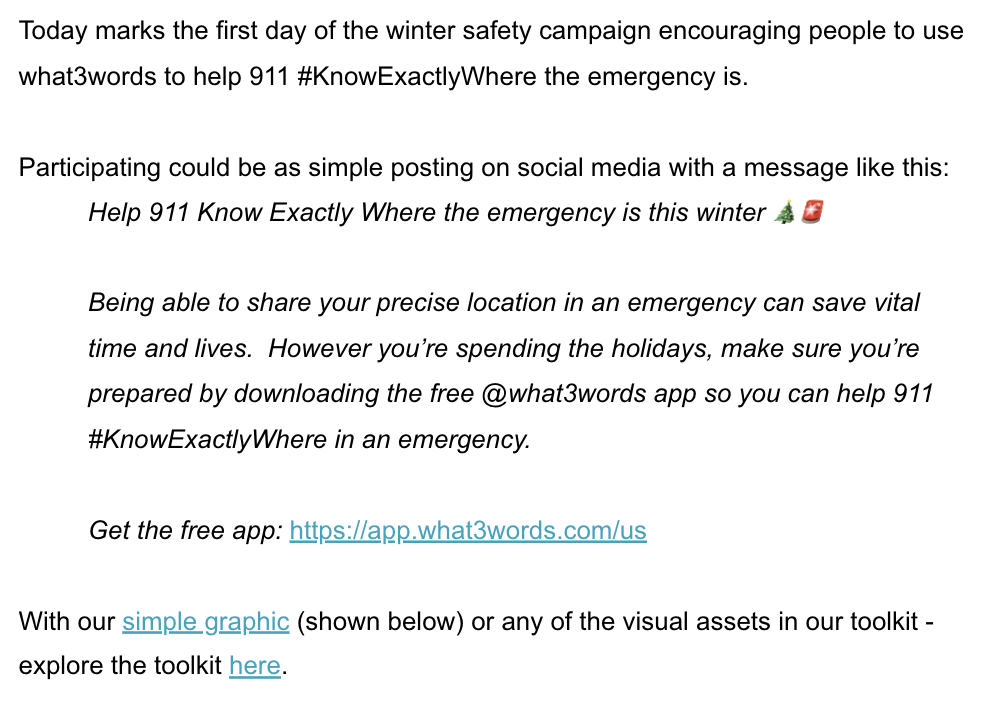 Today marks the first day of the winter safety campaign encouraging people to use
what3words to help 911 #KnowExactlyWhere the emergency is.
Participating could be as simple posting on social media with a message like this:
Help 911 Know Exactly Where the emergency is this winter 🎄🚨
Being able to share your precise location in an emergency can save vital
time and lives.  However you’re spending the holidays, make sure you’re
prepared by downloading the free @what3words app so you can help 911
#KnowExactlyWhere in an emergency.
Get the free app: https://app.what3words.com/us
With our simple graphic (shown below) or any of the visual assets in our toolkit -
explore the toolkit here.